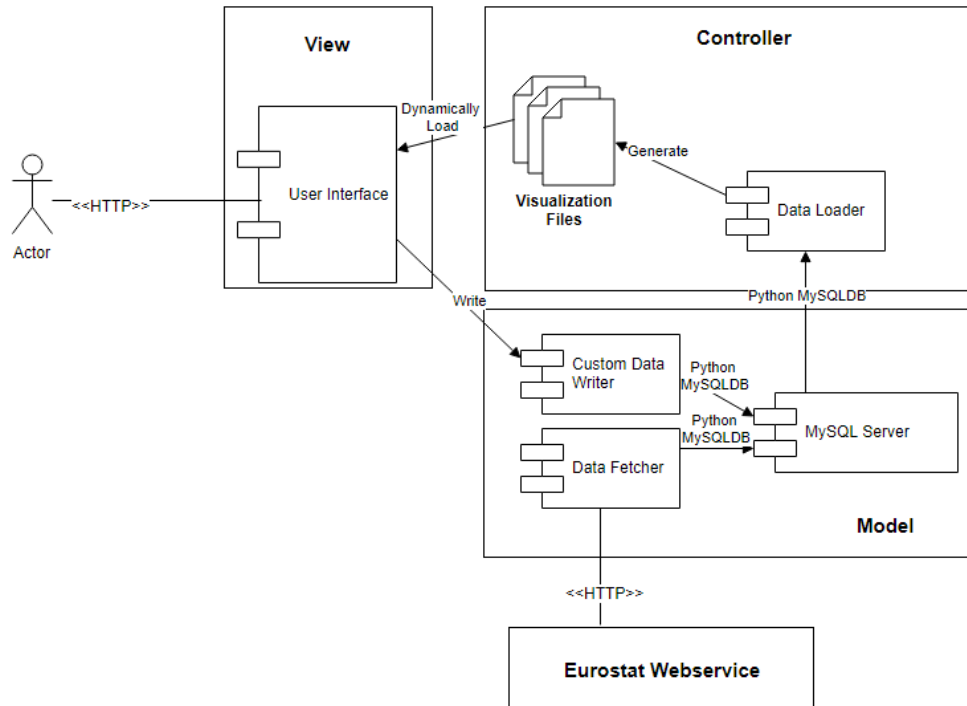 View
Controller
Dynamically
Load
Generate
User Interface
<<HTTP>>
Actor
Visualization
Files
Data Loader
Python MySQLDB
Write
Custom Data
Writer
Python
MySQLDB
Python
MySQLDB
MySQL Server
Data Fetcher
Model
<<HTTP>>
Eurostat Webservice